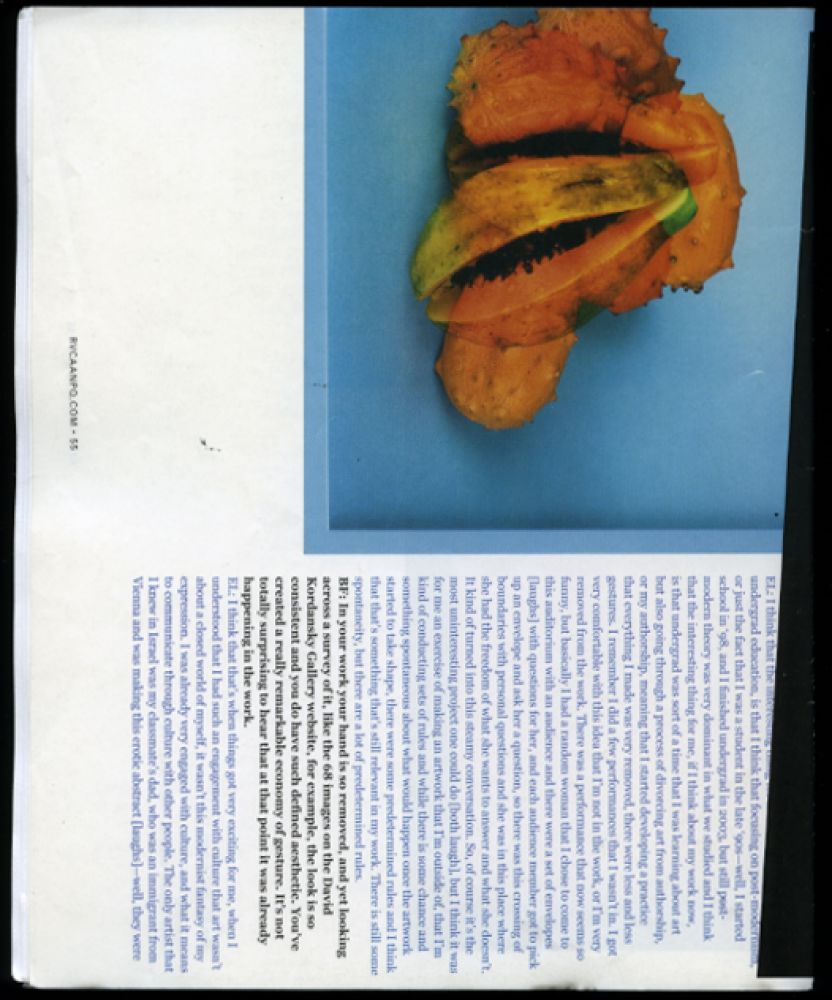 EL: I think that the interesting thing
undergrad education, is that I think that focusing on post-modernism,
or just the fact that I was a student in the late '90s—well, I started
school in '98, and I finished undergrad in 2003, but still post-
modern theory was very dominant in what we studied and I think
that the interesting thing for me, if I think about my work now,
is that undergrad was sort of a time that I was learning about art
but also going through a process of divorcing art from authorship,
or my authorship, meaning that I started developing a practice
that everything I made was very removed, there were less and less
gestures. I remember I did a few performances that I wasn't in. I got
very comfortable with this idea that I'm not in the work, or I'm very
removed from the work. There was a performance that now seems so
funny, but basically I had a random woman that I chose to come to
this auditorium with an audience and there were a set of envelopes
[laughs] with questions for her, and each audience member got to pick
up an envelope and ask her a question, so there was this crossing of
boundaries with personal questions and she was in this place where
she had the freedom of what she wants to answer and what she doesn't.
It kind of turned into this steamy conversation. So, of course it's the
most uninteresting project one could do [both laugh], but I think it was
for me an exercise of making an artwork that I'm outside of, that I'm
kind of conducting sets of rules and while there is some chance and
something spontaneous about what would happen once the artwork
started to take shape, there were some predetermined rules and I think
that that's something that's still relevant in my work. There is still some
spontaneity, but there are a lot of predetermined rules.
BF: In your work your hand is so removed, and yet looking
across a survey of it, like the 68 images on the David
Kordansky Gallery website, for example, the look is so
consistent and you do have such defined aesthetic. You've
created a really remarkable economy of gesture. It's not
totally surprising to hear that at that point it was already
happening in the work.
EL: I think that that's when things got very exciting for me, when I
understood that I had such an engagement with culture that art wasn't
about a closed world of myself, it wasn't this modernist fantasy of my
expression. I was already very engaged with culture, and what it means
to communicate through culture with other people. The only artist that
I knew in Israel was my classmate's dad, who was an immigrant from
Vienna and was making this erotic abstract [laughs]—well, they were
RVCAANPQ.COM • 55